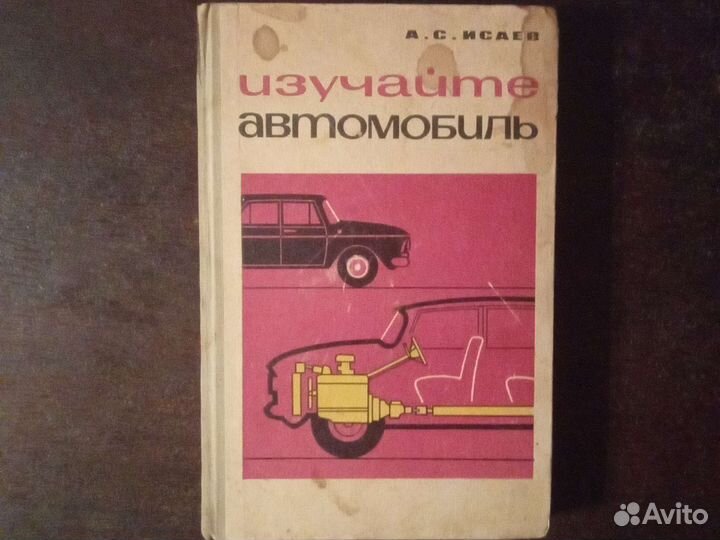 А. С. ИСАЕВ
изучайте
автомобиль
Avito